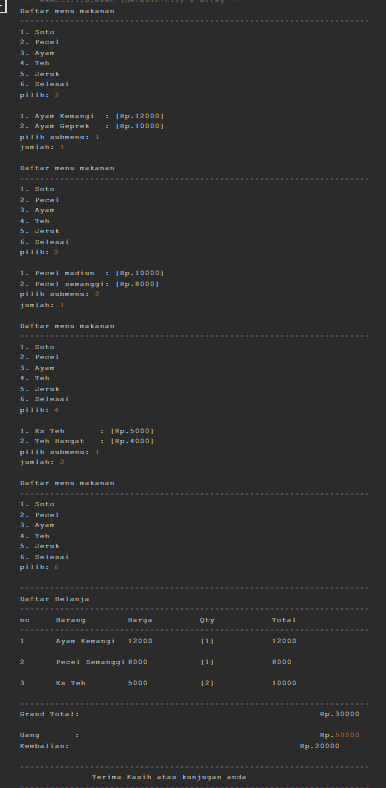 Daftar menu makanan
--------------------------------------------------------------------
1. Soto
2. Pecel
3. Ayam
4. Teh
5. Jeruk
6. Selesai
pilih: 3
1. Ayam Kemangi : [Rp.12000]
2. Ayam Geprek : [Rp.10000]
pilih submenu: 1
jumlah: 1
Daftar menu makanan
--------------------------------------------------------------------
1. Soto
2. Pecel
3. Ayam
4. Teh
5. Jeruk
6. Selesai
pilih: 2
1. Pecel madiun : [Rp.10000]
2. Pecel semanggi: [Rp.8000]
pilih submenu: 2
jumlah: 1
Daftar menu makanan
--------------------------------------------------------------------
1. Soto
2. Pecel
3. Ayam
4. Teh
5. Jeruk
6. Selesai
pilih: 4
1. Es Teh : [Rp.5000]
2. Teh Hangat : [Rp.4000]
pilih submenu: 1
jumlah: 2
Daftar menu makanan
--------------------------------------------------------------------
1. Soto
2. Pecel
3. Ayam
4. Teh
5. Jeruk
6. Selesai
pilih: 6
--------------------------------------------------------------------
Daftar Belanja
--------------------------------------------------------------------
no Barang Harga Qty Total
--------------------------------------------------------------------
1 Ayam Kemangi 12000 [1] 12000
2 Pecel Semanggi 8000 [1] 8000
3 Es Teh 5000 [2] 10000
--------------------------------------------------------------------
Grand Total: Rp.30000
Uang : Rp.50000
Kembalian: Rp.20000
--------------------------------------------------------------------
Terima Kasih atas kunjugan anda
--------------------------------------------------------------------